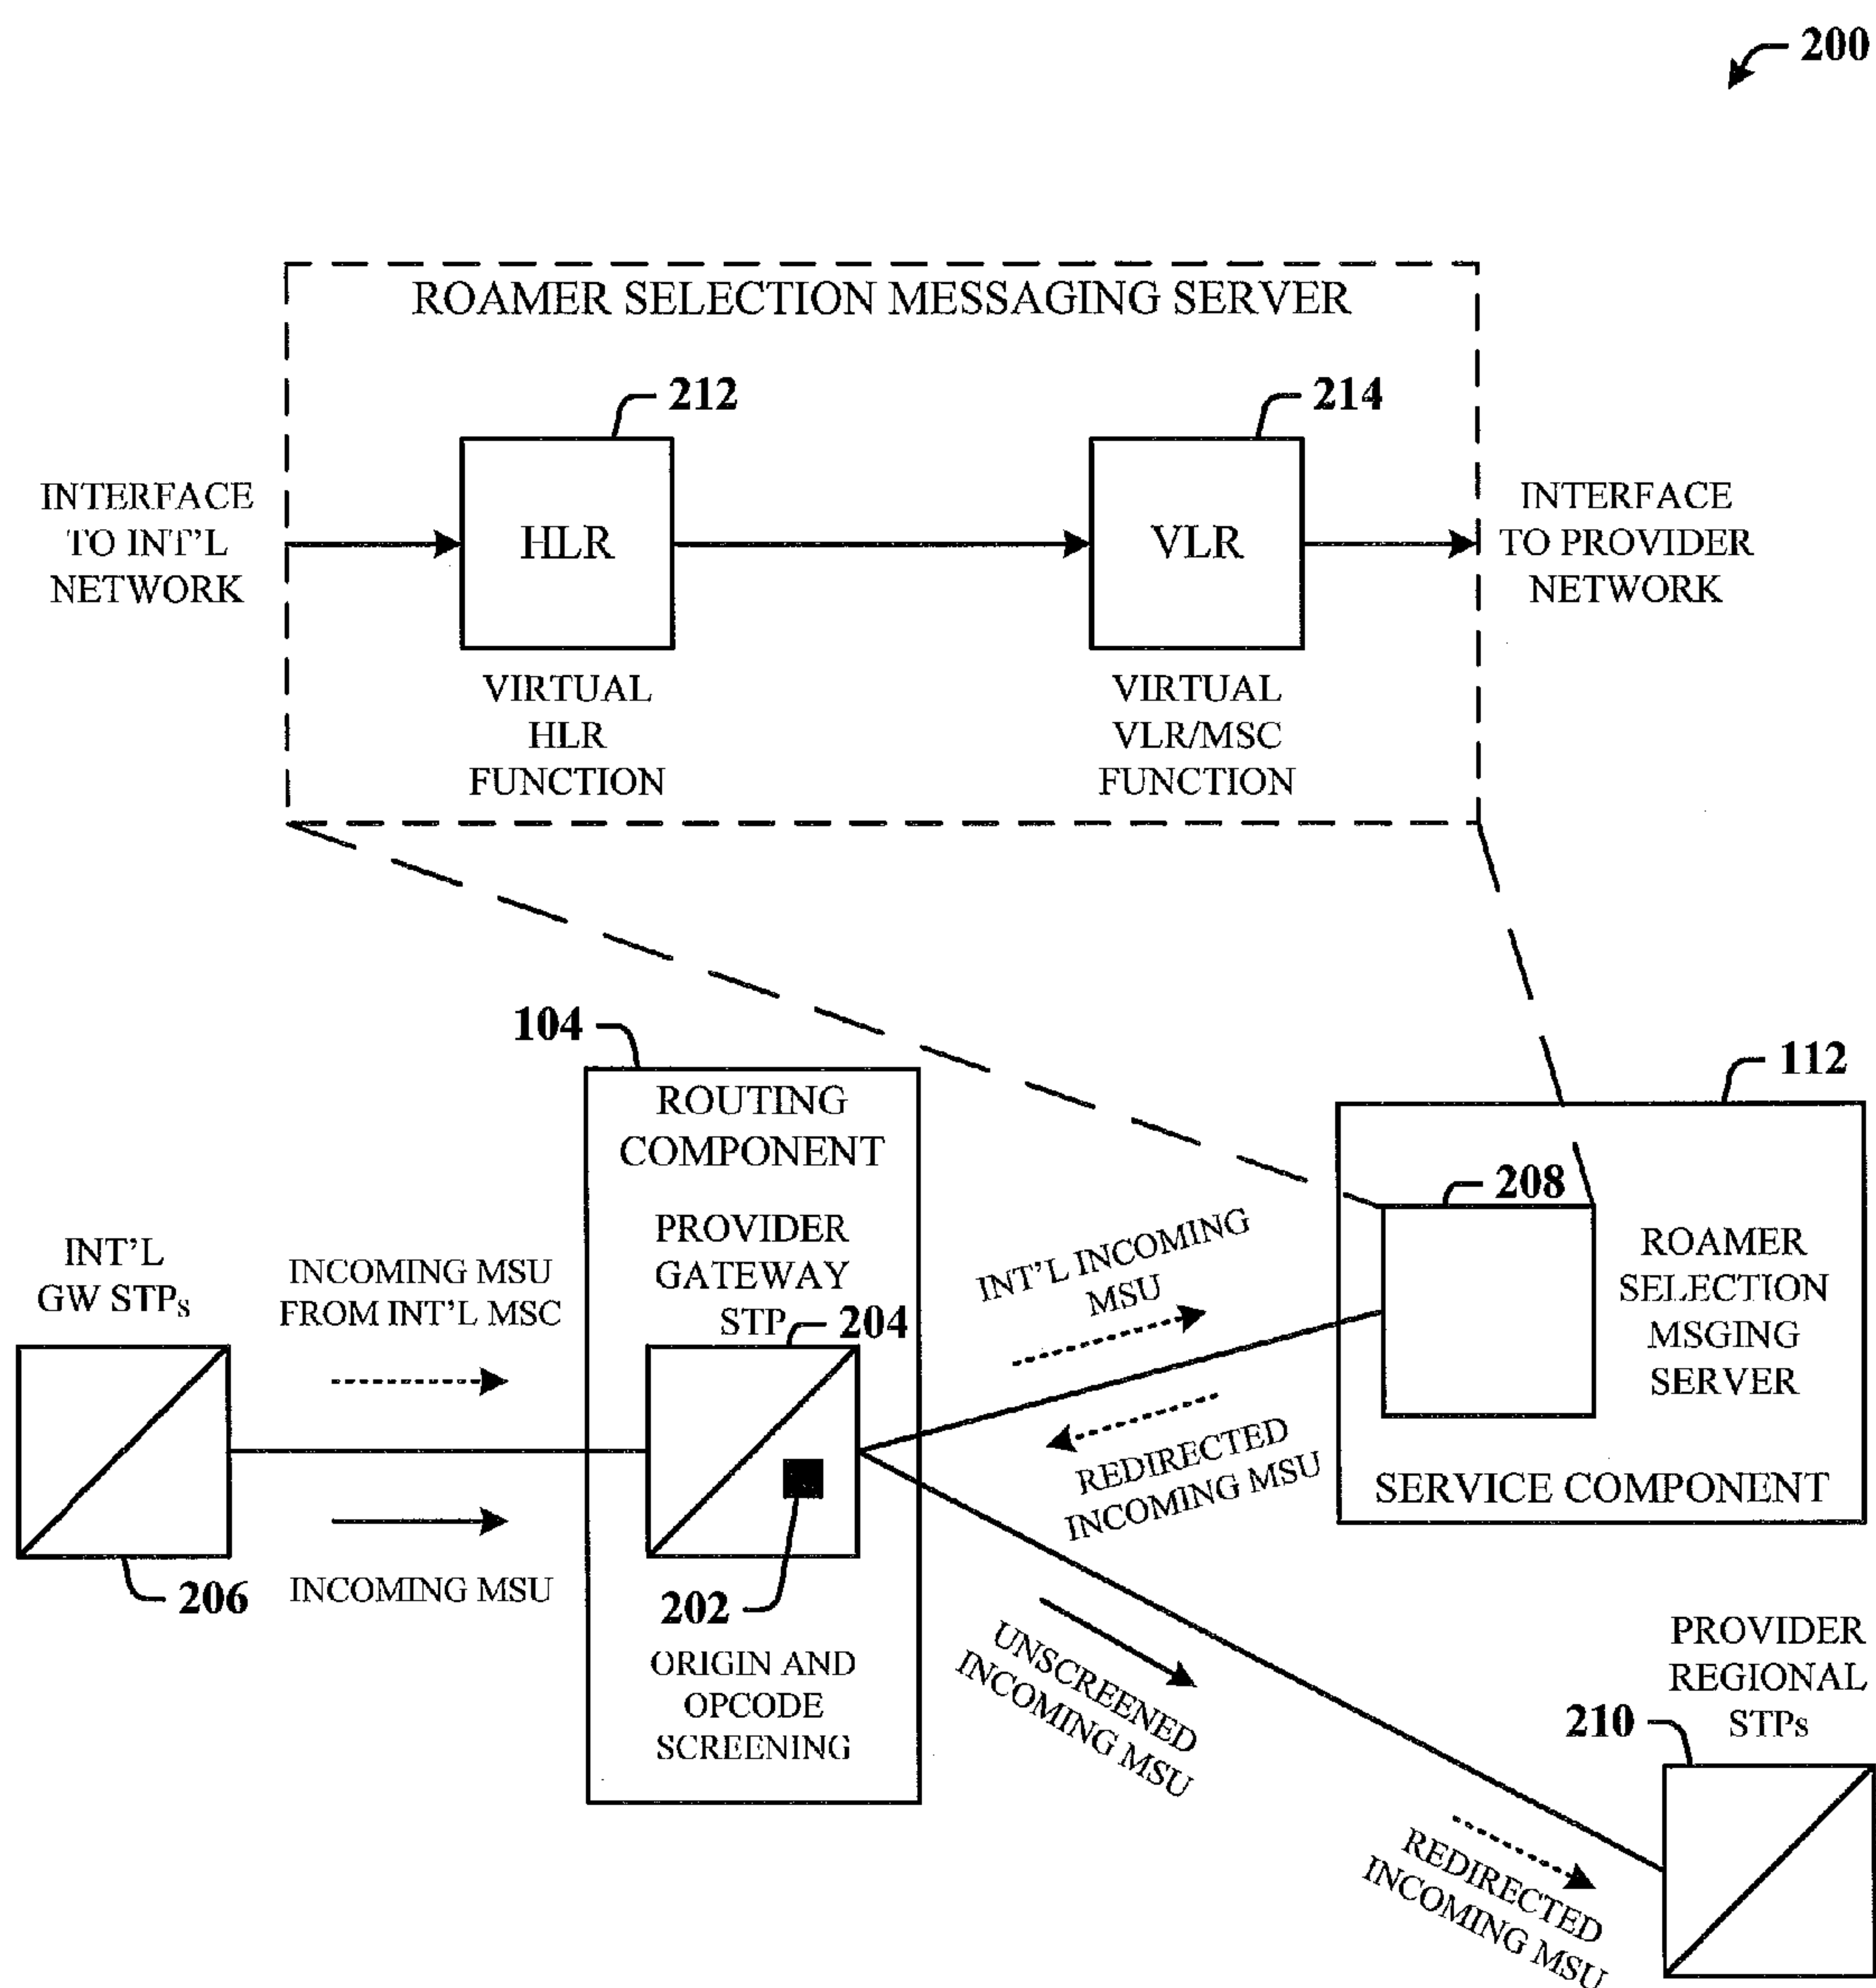 200
ROAMER SELECTION MESSAGING SERVER
212
214
INTERFACE
TO INT'L
NETWORK
HLR
VLR
INTERFACE
TO PROVIDER
NETWORK
VIRTUAL
HLR
FUNCTION
VIRTUAL
VLR/MSC
FUNCTION
104
ROUTING
COMPONENT
112
208
PROVIDER
GATEWAY
STP
204
INT'L
GW STPs
INCOMING MSU
FROM INT'L MSC
INT'L INCOMING
MSU
ROAMER
SELECTION
MSGING
SERVER
REDIRECTED
INCOMING MSU
SERVICE COMPONENT
206
INCOMING MSU
202
ORIGIN AND
OPCODE
SCREENING
UNSCREENED
INCOMING MSU
PROVIDER
REGIONAL
STPs
210
REDIRECTED
INCOMING MSU